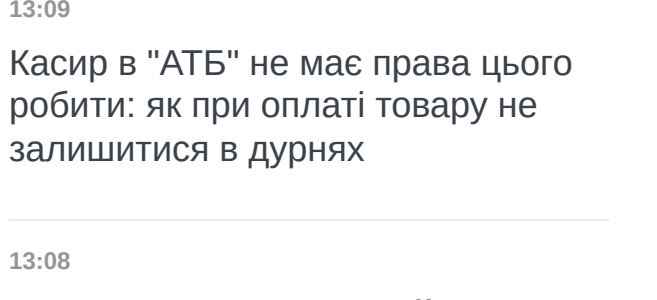 13:09
Касир в "АТБ" не має права цього
робити: як при оплаті товару не
залишитися в дурнях
13:08